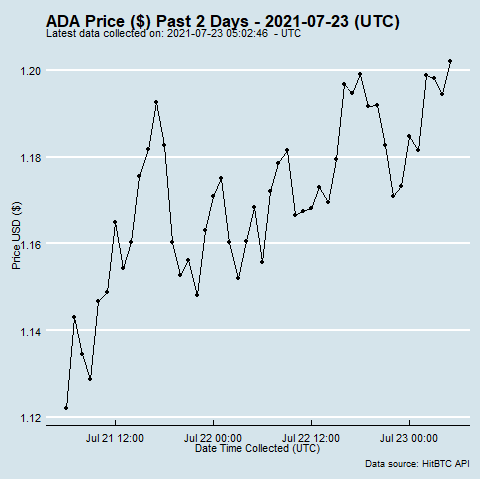 ADA Price ($) Past 2 Days - 2021-07-23 (UTC)
Latest data collected on: 2021-07-23 05:02:46 - UTC
1.20
1.18
1.16
1.14
1.12
Price USD ($)
Jul 21 12:00 Jul 22 00:00 Jul 22 12:00 Jul 23 00:00
Date Time Collected (UTC)
Data source: HitBTC API